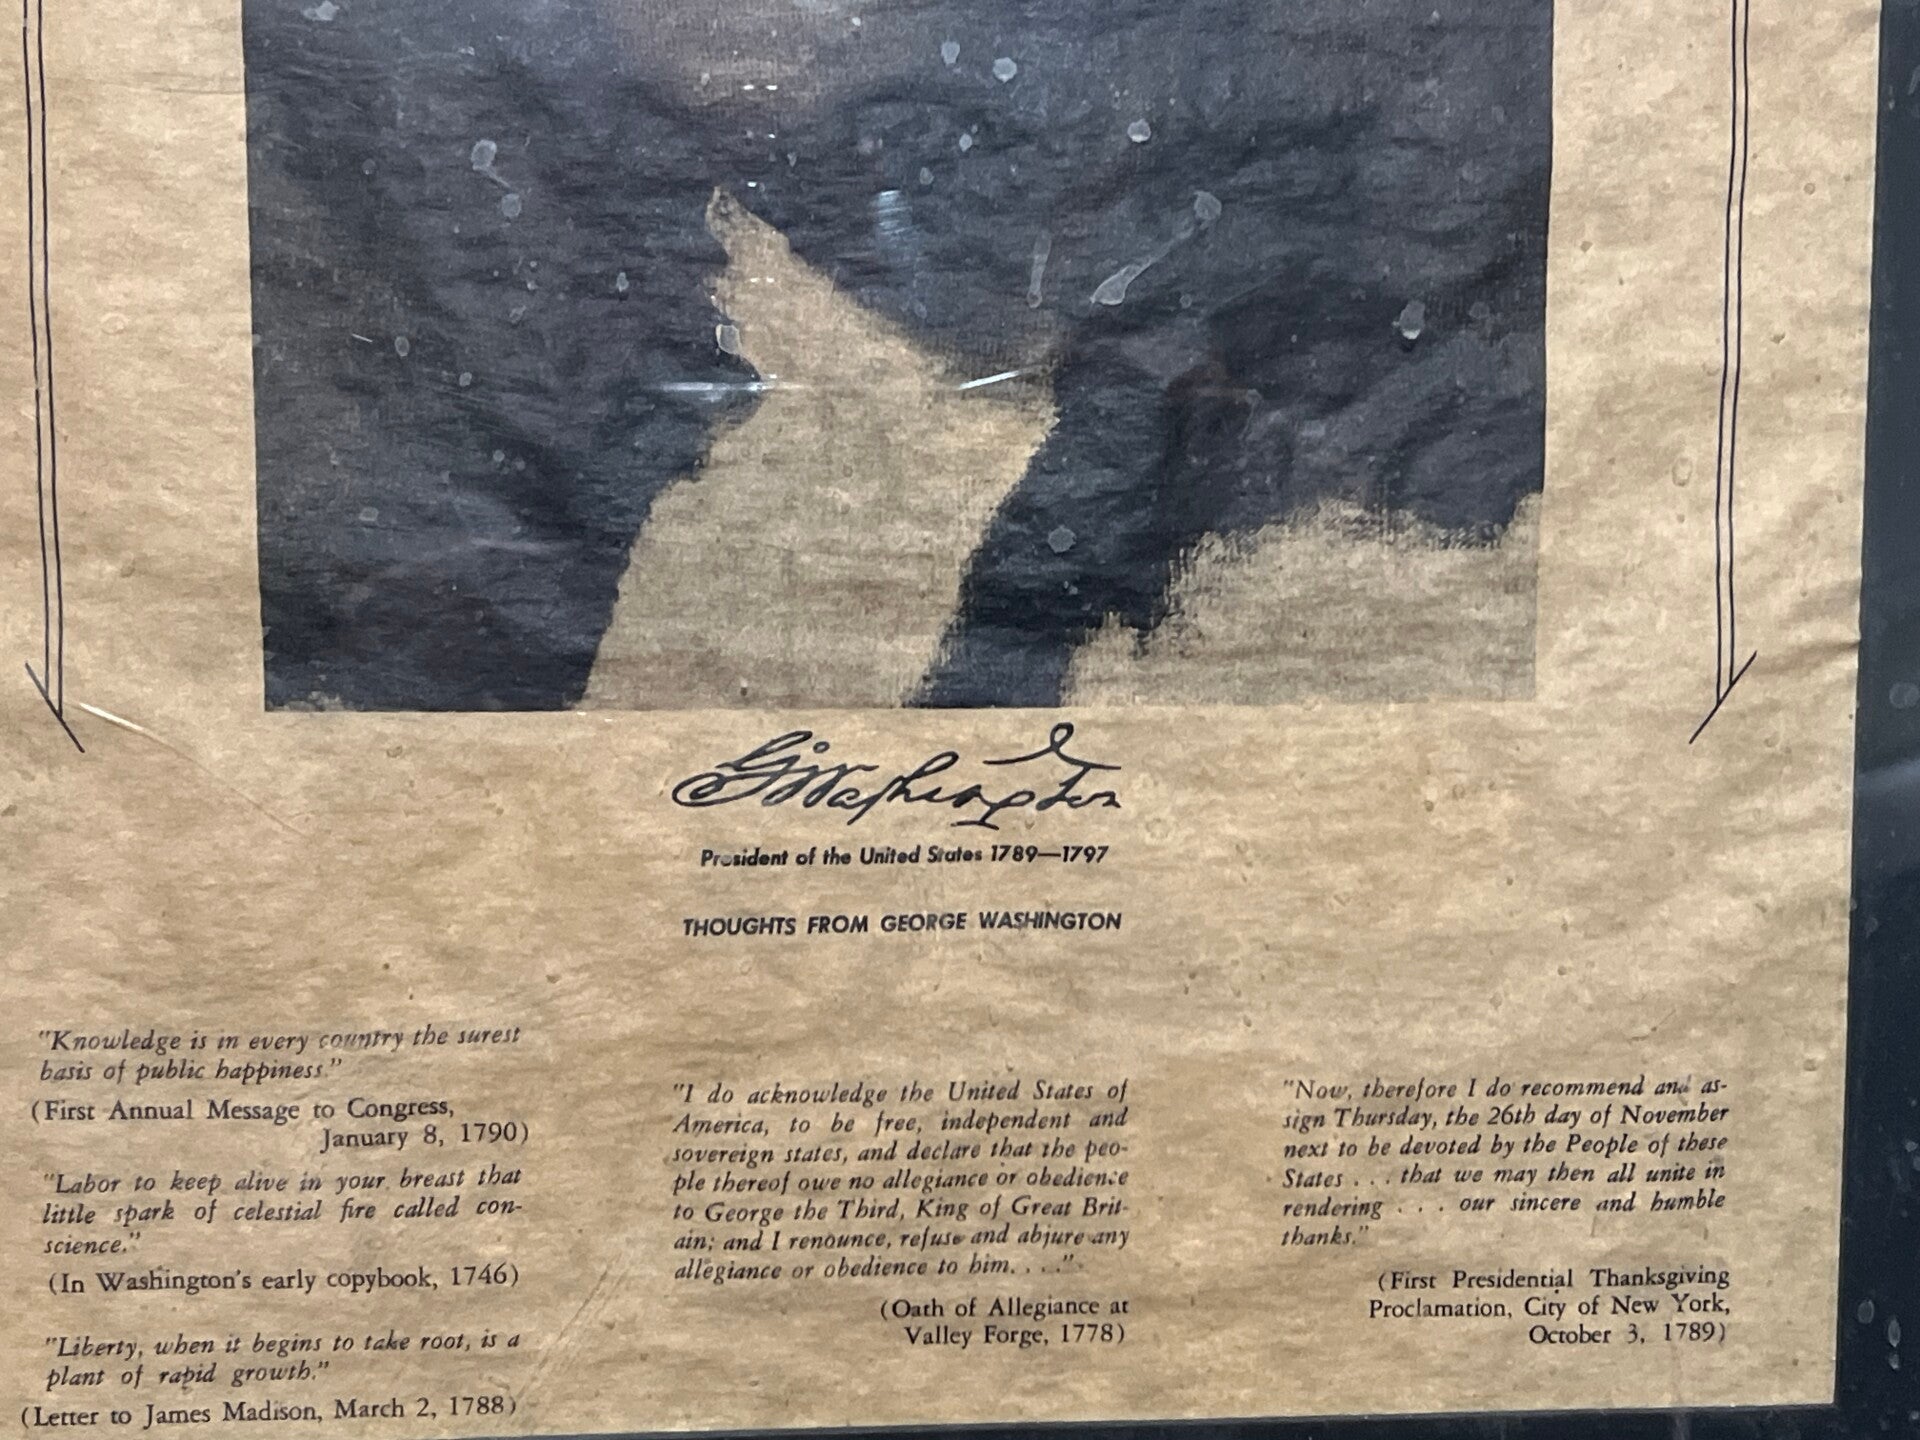 G:Washington
President of the United States 1789—1797
THOUGHTS FROM GEORGE WASHINGTON
"Knowledge is in every country the surest
basis of public happiness."
(First Annual Message to Congress,
January 8, 1790)
"Labor to keep alive in your breast that
little spark of celestial fire called con-
science."
(In Washington's early copybook, 1746)
"Liberty, when it begins to take root, is a
plant of rapid growth."
(Letter to James Madison, March 2, 1788)
"I do acknowledge the United States of
America, to be free, independent and
sovereign states, and declare that the peo-
ple thereof owe no allegiance or obedience
to George the Third, King of Great Brit-
ain; and I renounce, refuse and abjure any
allegiance or obedience to him. . . ."
(Oath of Allegiance at
Valley Forge, 1778)
"Now, therefore I do recommend and as-
sign Thursday, the 26th day of November
next to be devoted by the People of these
States . . . that we may then all unite in
rendering . . . our sincere and humble
thanks."
(First Presidential Thanksgiving
Proclamation, City of New York,
October 3, 1789)